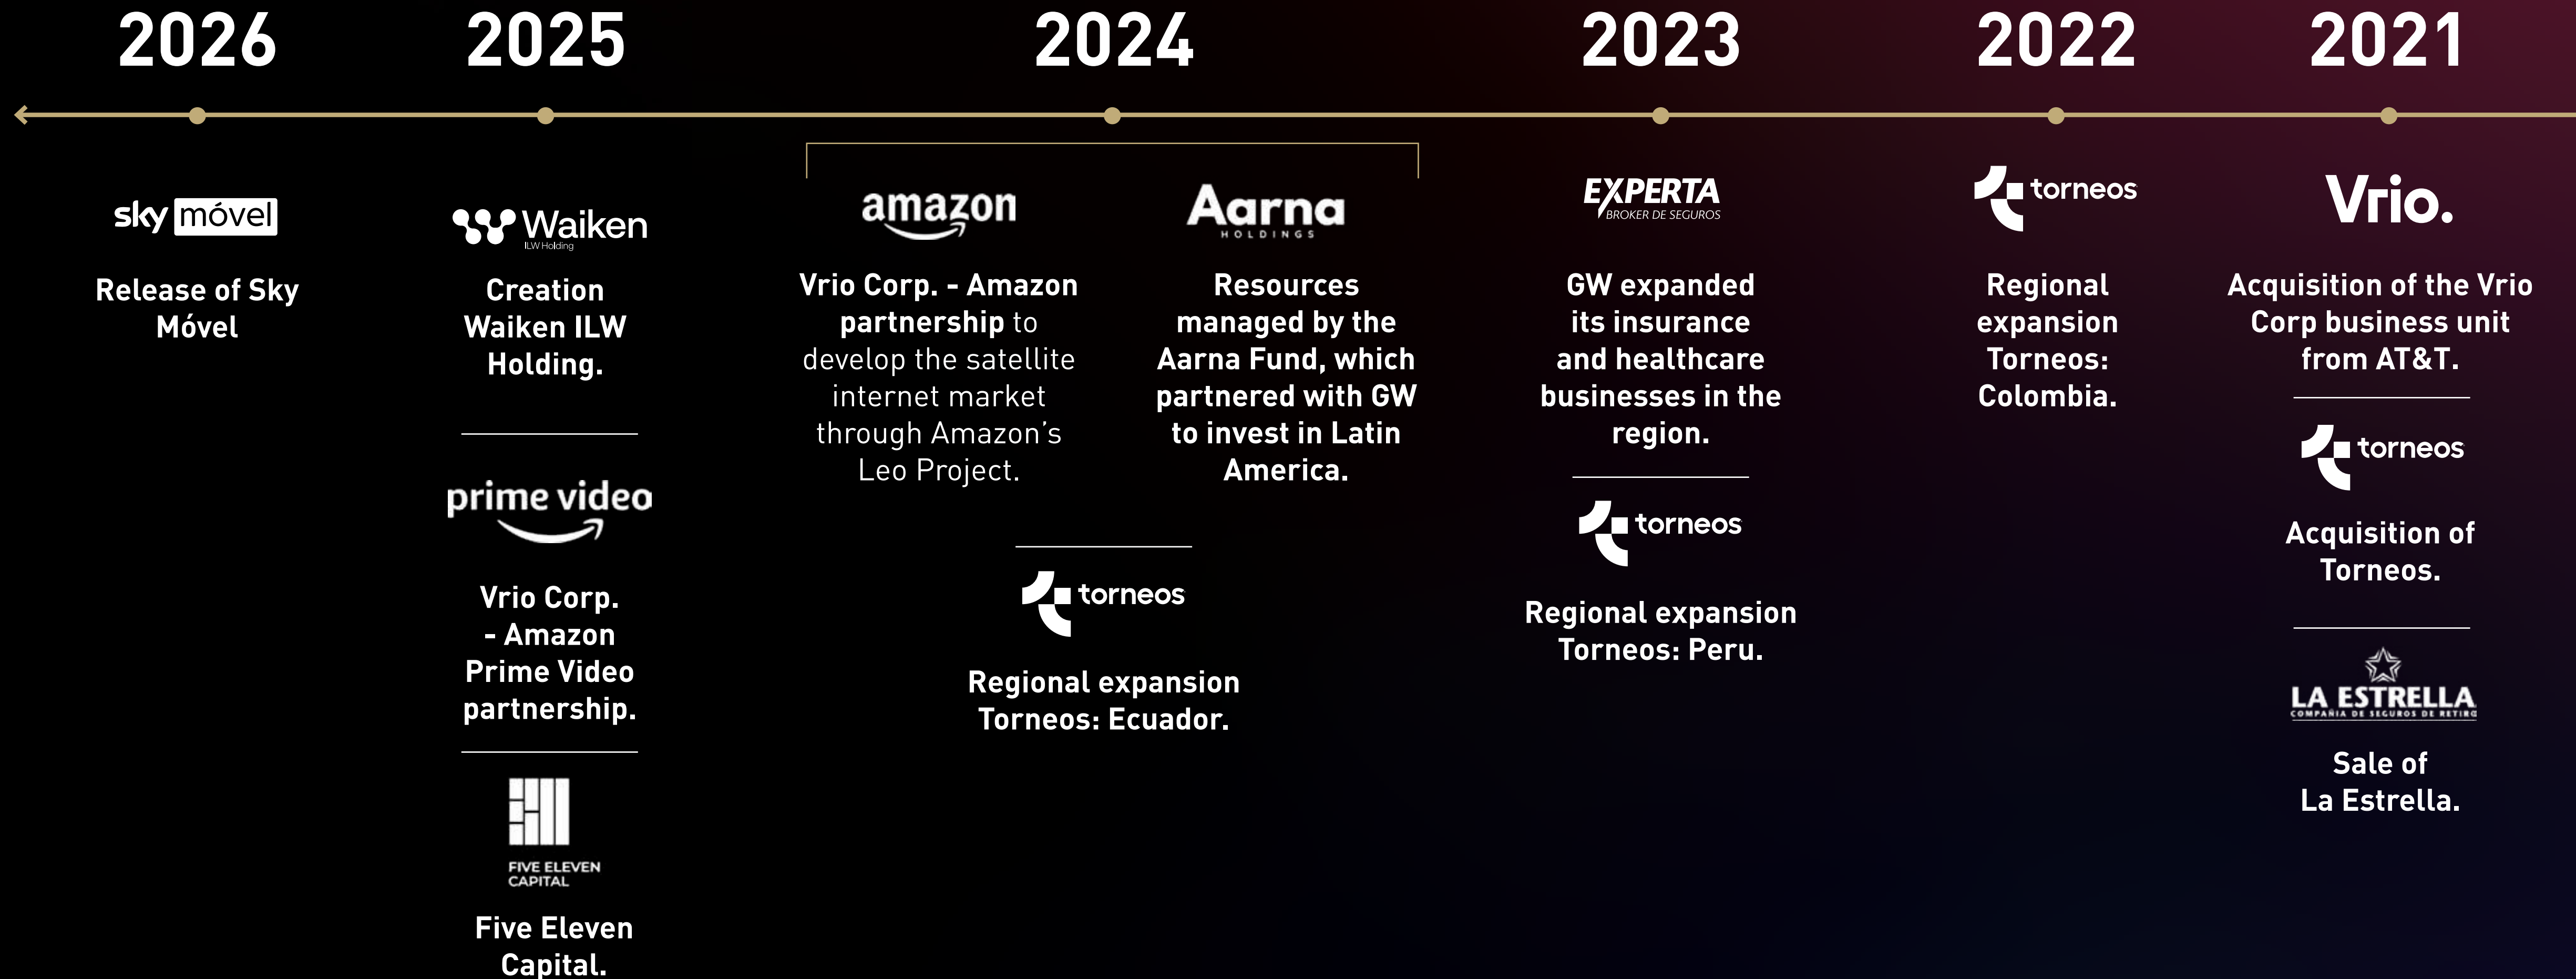 2026
2025
2024
2023
2022
2021
sky móvel
Release of Sky
Móvel
Waiken
ILW Holding
Creation
Waiken ILW
Holding.
prime video
Vrio Corp.
- Amazon
Prime Video
partnership.
FIVE ELEVEN
CAPITAL
Five Eleven
Capital.
amazon
Vrio Corp. - Amazon
partnership to
develop the satellite
internet market
through Amazon's
Leo Project.
Aarna
HOLDINGS
Resources
managed by the
Aarna Fund, which
partnered with GW
to invest in Latin
America.
torneos
Regional expansion
Torneos: Ecuador.
EXPERTA
BROKER DE SEGUROS
GW expanded
its insurance
and healthcare
businesses in the
region.
torneos
Regional expansion
Torneos: Peru.
torneos
Regional
expansion
Torneos:
Colombia.
Vrio.
Acquisition of the Vrio
Corp business unit
from AT&T.
torneos
Acquisition of
Torneos.
LA ESTRELLA
COMPAÑIA DE SEGUROS DE RETIRO
Sale of
La Estrella.